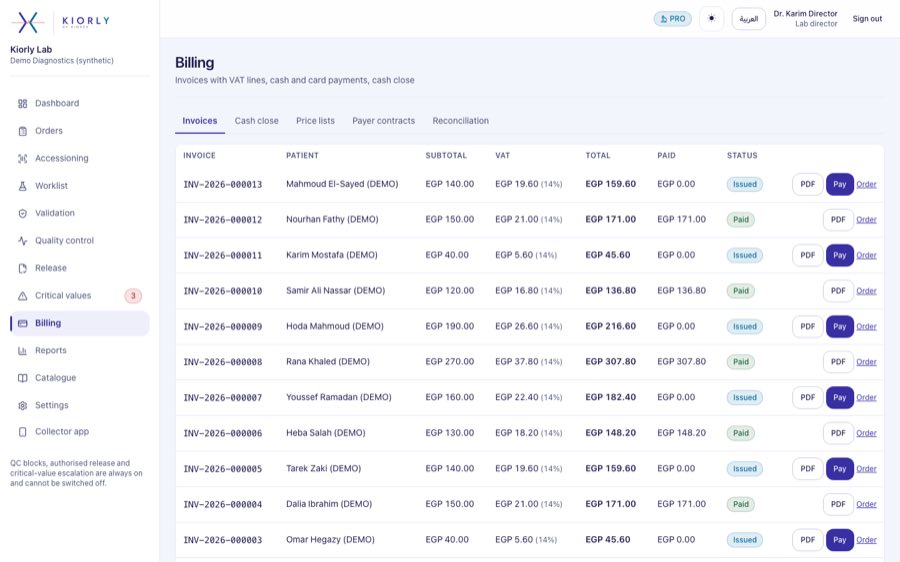 KIORLY
Kiorly Lab
Demo Diagnostics (synthetic)
Dashboard
Orders
Accessioning
Worklist
Validation
Quality control
Release
Critical values 3
Billing
Reports
Catalogue
Settings
Collector app
QC blocks, authorised release and
critical-value escalation are always on
and cannot be switched off.
PRO
العربية
Dr. Karim Director
Lab director
Sign out
Billing
Invoices with VAT lines, cash and card payments, cash close
Invoices Cash close Price lists Payer contracts Reconciliation
INVOICE PATIENT SUBTOTAL VAT TOTAL PAID STATUS
INV-2026-000013 Mahmoud El-Sayed (DEMO) EGP 140.00 EGP 19.60 (14%) EGP 159.60 EGP 0.00 Issued PDF Pay Order
INV-2026-000012 Nourhan Fathy (DEMO) EGP 150.00 EGP 21.00 (14%) EGP 171.00 EGP 171.00 Paid PDF Order
INV-2026-000011 Karim Mostafa (DEMO) EGP 40.00 EGP 5.60 (14%) EGP 45.60 EGP 0.00 Issued PDF Pay Order
INV-2026-000010 Samir Ali Nassar (DEMO) EGP 120.00 EGP 16.80 (14%) EGP 136.80 EGP 136.80 Paid PDF Order
INV-2026-000009 Hoda Mahmoud (DEMO) EGP 190.00 EGP 26.60 (14%) EGP 216.60 EGP 0.00 Issued PDF Pay Order
INV-2026-000008 Rana Khaled (DEMO) EGP 270.00 EGP 37.80 (14%) EGP 307.80 EGP 307.80 Paid PDF Order
INV-2026-000007 Youssef Ramadan (DEMO) EGP 160.00 EGP 22.40 (14%) EGP 182.40 EGP 0.00 Issued PDF Pay Order
INV-2026-000006 Heba Salah (DEMO) EGP 130.00 EGP 18.20 (14%) EGP 148.20 EGP 148.20 Paid PDF Order
INV-2026-000005 Tarek Zaki (DEMO) EGP 140.00 EGP 19.60 (14%) EGP 159.60 EGP 0.00 Issued PDF Pay Order
INV-2026-000004 Dalia Ibrahim (DEMO) EGP 150.00 EGP 21.00 (14%) EGP 171.00 EGP 171.00 Paid PDF Order
INV-2026-000003 Omar Hegazy (DEMO) EGP 40.00 EGP 5.60 (14%) EGP 45.60 EGP 0.00 Issued PDF Pay Order